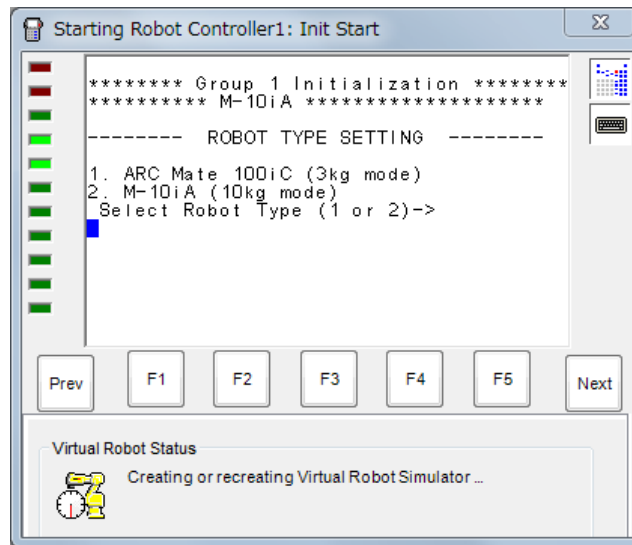 Starting Robot Controller1: Init Start
******** Group 1 Initialization ********
********** M-10iA ********************
-------- ROBOT TYPE SETTING --------
1. ARC Mate 100iC (3kg mode)
2. M-10iA (10kg mode)
Select Robot Type (1 or 2)->
Prev F1 F2 F3 F4 F5 Next
Virtual Robot Status
Creating or recreating Virtual Robot Simulator ...